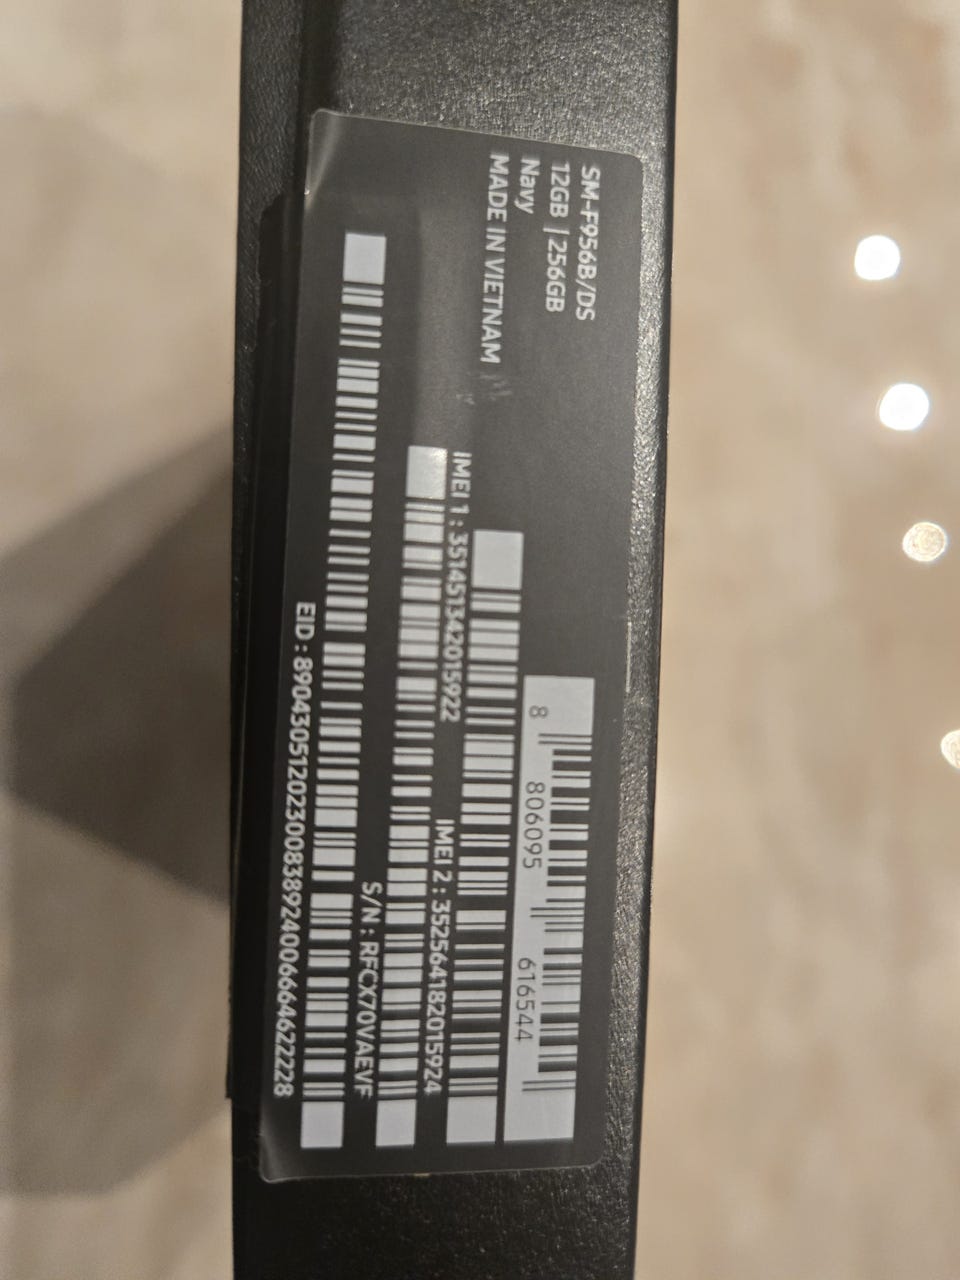 SM-F956B/DS
12GB | 256GB
Navy
MADE IN VIETNAM
8 806095 616544
IMEI 1 : 351451342015922
IMEI 2 : 352564182015924
S/N : RFCX70VAEVF
EID : 89043051202300838924006664622228